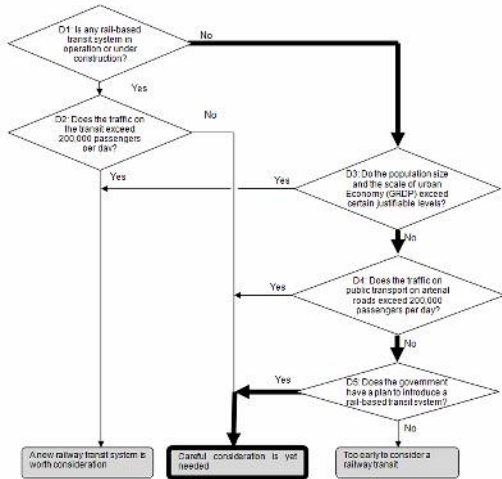 D1: Is any rail-based
transit system in
operation or under
construction?
No
Yes
D2: Does the traffic on
the transit exceed
200,000 passengers
per day?
No
Yes
Yes
D3: Do the population size
and the scale of urban
Economy (GRDP) exceed
certain justifiable levels?
No
D4: Does the traffic on
public transport on arterial
roads exceed 200,000
passengers per day?
Yes
No
D5: Does the government
have a plan to introduce a
rail-based transit system?
Yes
No
A new railway transit system is
worth consideration
Careful consideration is yet
needed
Too early to consider a
railway transit